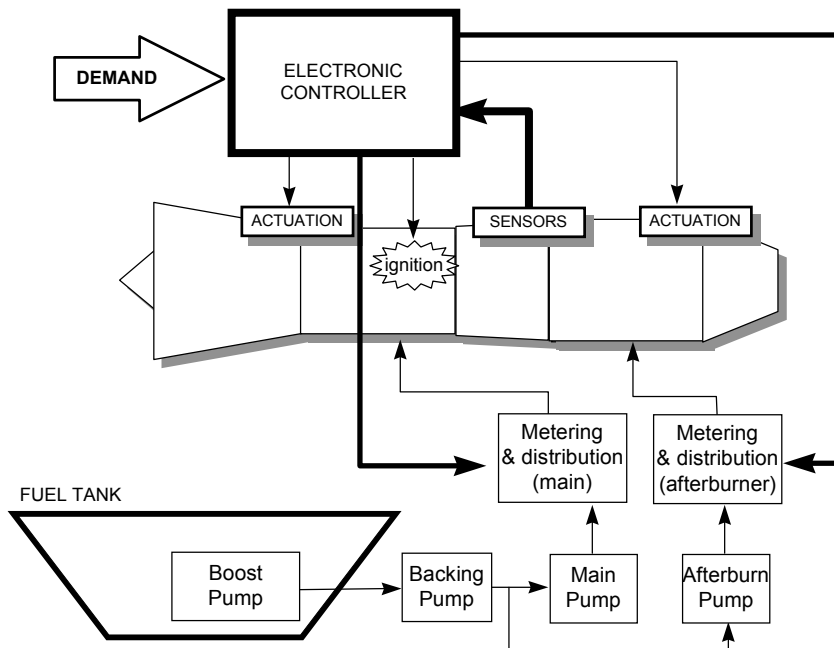 DEMAND
ELECTRONIC
CONTROLLER
ACTUATION
SENSORS
ACTUATION
ignition
Metering
& distribution
(main)
Metering
& distribution
(afterburner)
FUEL TANK
Boost
Pump
Backing
Pump
Main
Pump
Afterburn
Pump